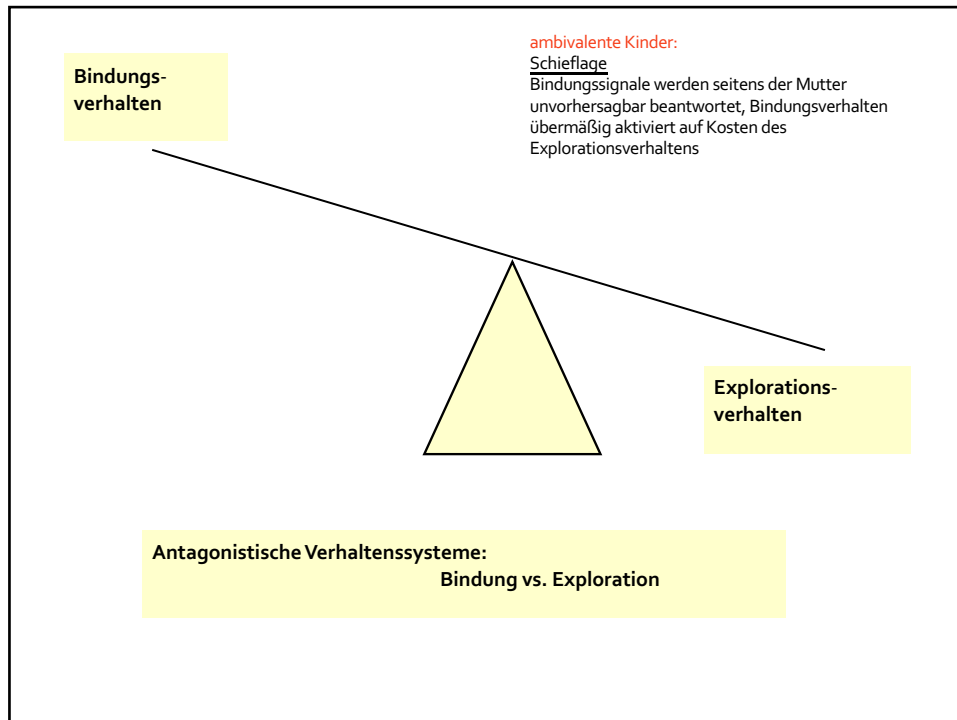 ambivalente Kinder:
Schieflage
Bindungssignale werden seitens der Mutter
unvorhersagbar beantwortet, Bindungsverhalten
übermäßig aktiviert auf Kosten des
Explorationsverhaltens
Bindungs-
verhalten
Explorations-
verhalten
Antagonistische Verhaltenssysteme:
Bindung vs. Exploration